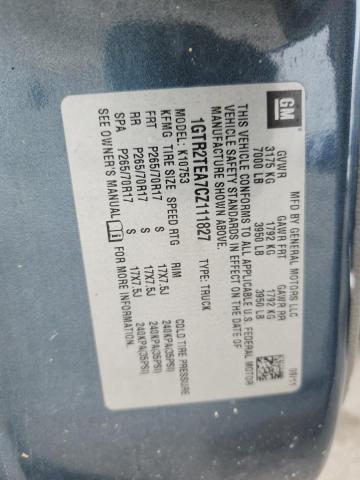 GM
MFD BY GENERAL MOTORS LLC 09/11
GVWR GAWR FRT GAWR RR
3175 KG 1792 KG 1792 KG
7000 LB 3950 LB 3950 LB
THIS VEHICLE CONFORMS TO ALL APPLICABLE U.S. FEDERAL MOTOR
VEHICLE SAFETY STANDARDS IN EFFECT ON THE DATE OF
MANUFACTURE SHOWN ABOVE.
1GTR2TEA7CZ111827 TYPE: TRUCK
MODEL: K10753
KFMG TIRE SIZE SPEED RTG RIM COLD TIRE PRESSURE
FRT P265/70R17 S 17X7.5J 240KPA(35PSI)
RR P265/70R17 S 17X7.5J 240KPA(35PSI)
SPA P265/70R17 S 17X7.5J 240KPA(35PSI)
SEE OWNER'S MANUAL FOR MORE INFORMATION